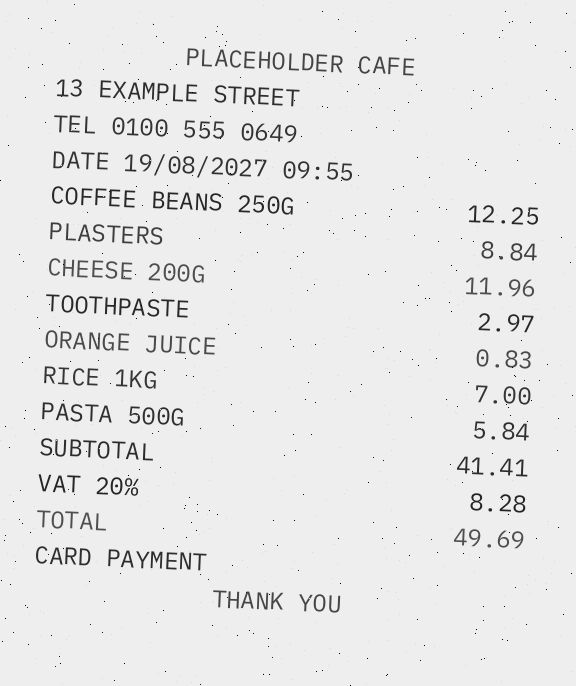 PLACEHOLDER CAFE
13 EXAMPLE STREET
TEL 0100 555 0649
DATE 19/08/2027 09:55
COFFEE BEANS 250G 12.25
PLASTERS 8.84
CHEESE 200G 11.96
TOOTHPASTE 2.97
ORANGE JUICE 0.83
RICE 1KG 7.00
PASTA 500G 5.84
SUBTOTAL 41.41
VAT 20% 8.28
TOTAL 49.69
CARD PAYMENT
THANK YOU